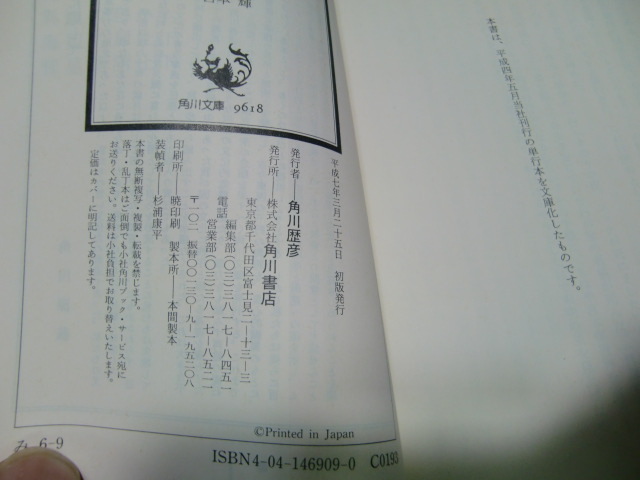 本書は、平成四年五月当社刊行の単行本を文庫化したものです。
輝
角川文庫 9618
平成七年三月二十五日 初版発行
発行者――角川歴彦
発行所――株式会社角川書店
東京都千代田区富士見二―十三―三
電話 編集部(〇三)三八一七―八四五一
営業部(〇三)三八一七―八五二一
〒一〇二 振替〇〇一三〇―九―一九五二〇八
印刷所――暁印刷 製本所――本間製本
装幀者――杉浦康平
本書の無断複写・複製・転載を禁じます。
落丁・乱丁本はご面倒でも小社角川ブック・サービス宛に
お送りください。送料は小社負担でお取り替えいたします。
定価はカバーに明記してあります。
©Printed in Japan
み 6-9
ISBN4-04-146909-0 C0193